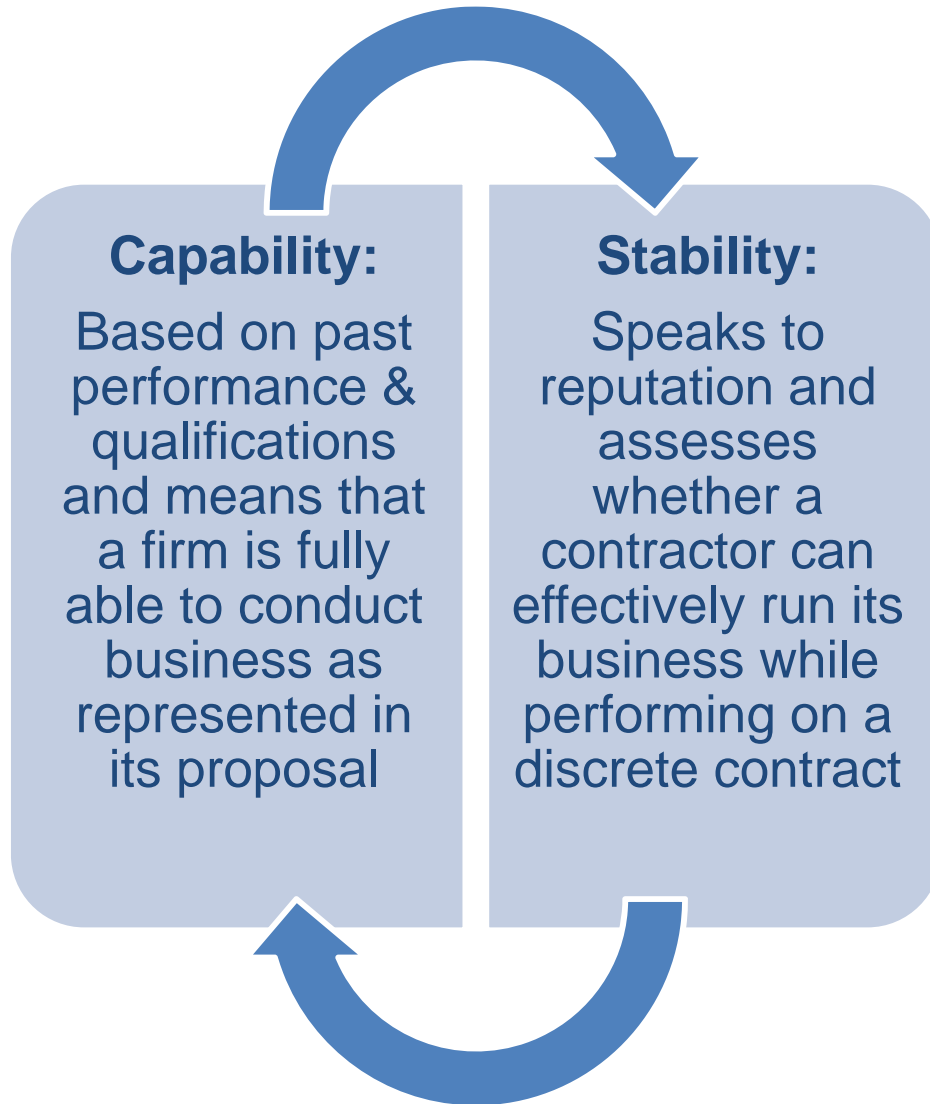 Capability:
Based on past
performance &
qualifications
and means that
a firm is fully
able to conduct
business as
represented in
its proposal
Stability:
Speaks to
reputation and
assesses
whether a
contractor can
effectively run its
business while
performing on a
discrete contract